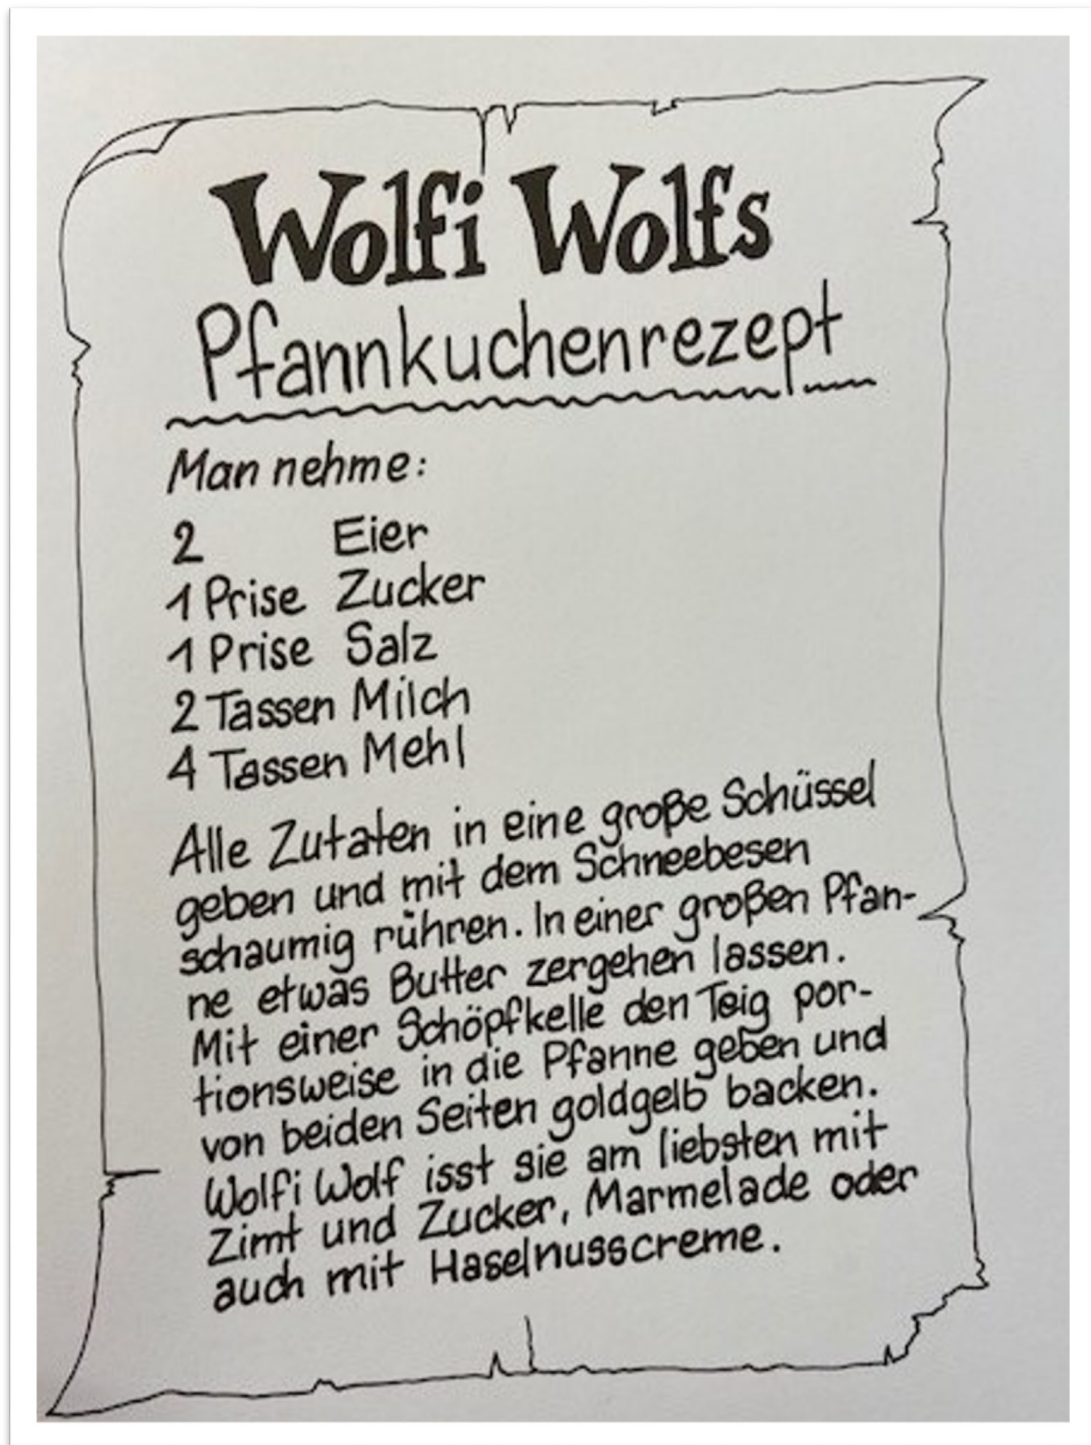 Wolfi Wolfs
Pfannkuchenrezept
Man nehme:
2 Eier
1 Prise Zucker
1 Prise Salz
2 Tassen Milch
4 Tassen Mehl
Alle Zutaten in eine große Schüssel
geben und mit dem Schneebesen
schaumig rühren. In einer großen Pfan-
ne etwas Butter zergehen lassen.
Mit einer Schöpfkelle den Teig por-
tionsweise in die Pfanne geben und
von beiden Seiten goldgelb backen.
Wolfi Wolf isst sie am liebsten mit
Zimt und Zucker, Marmelade oder
auch mit Haselnusscreme.